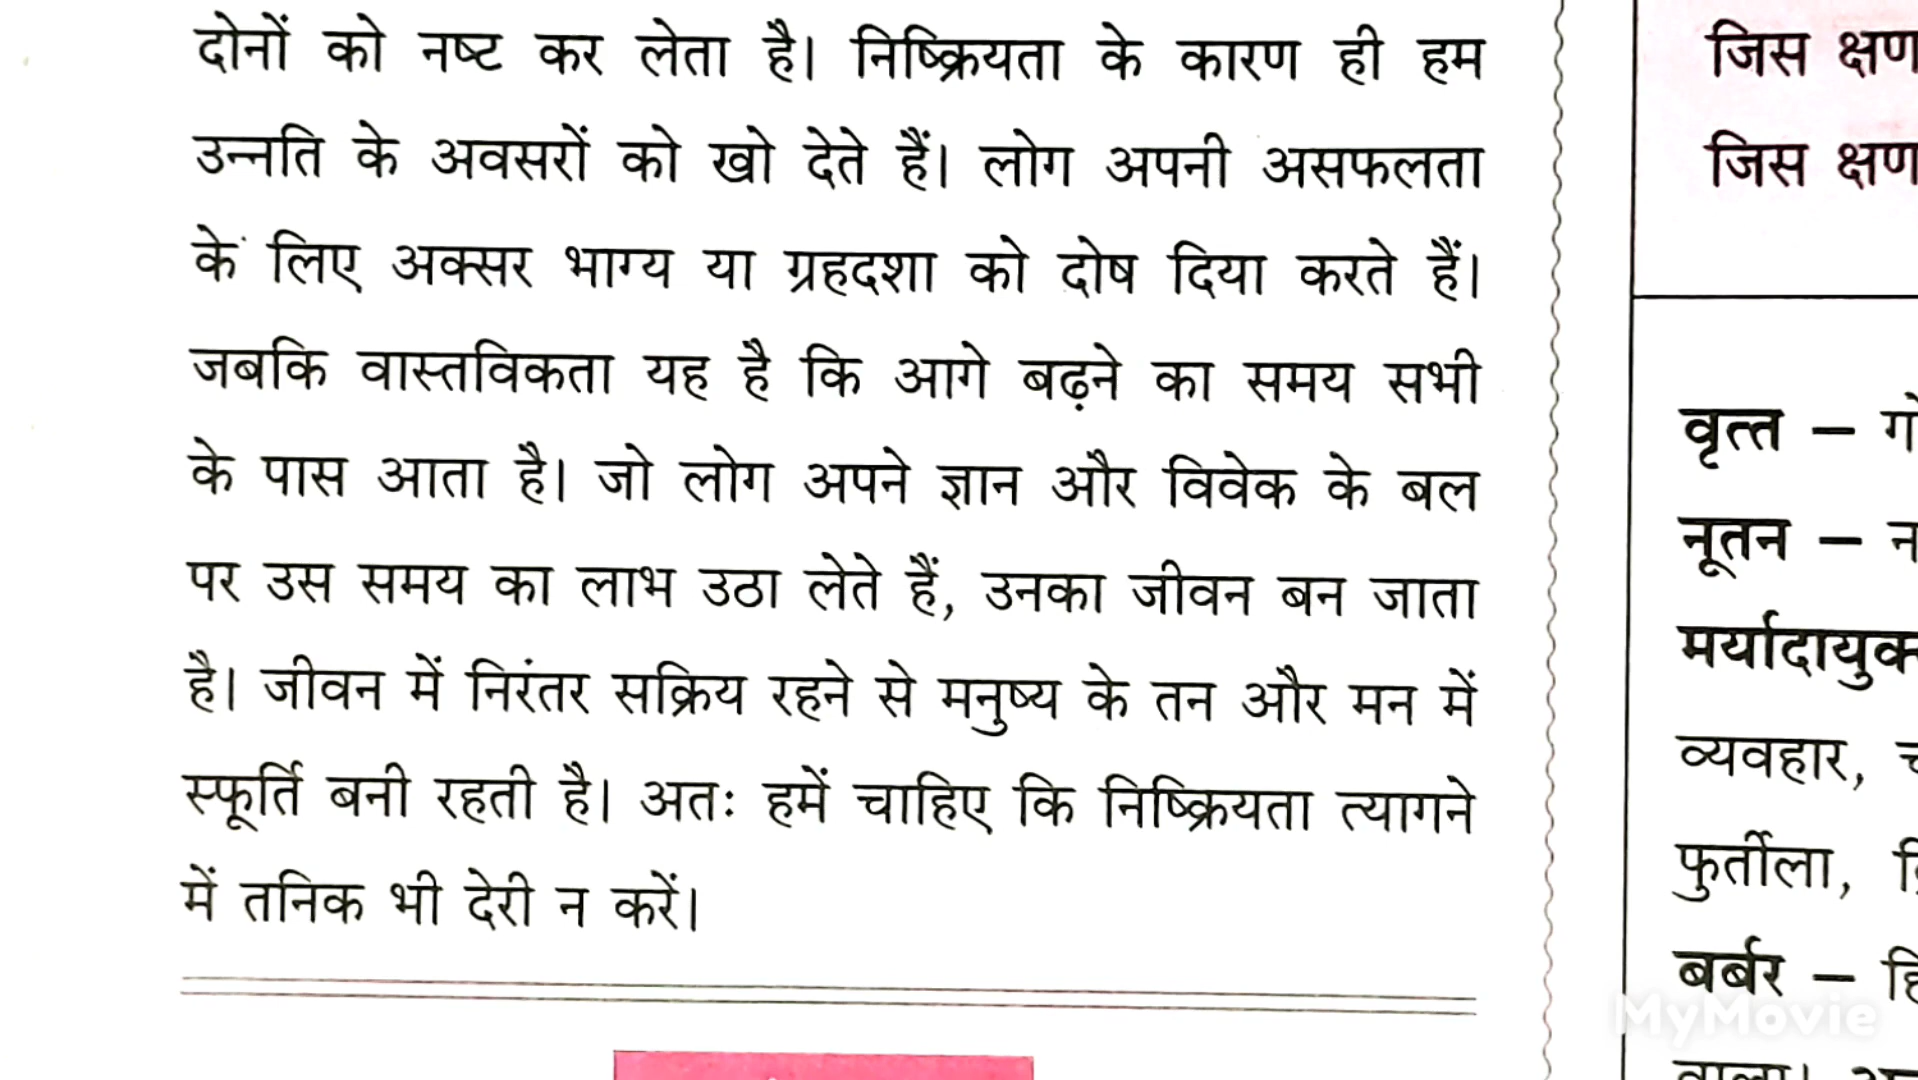 दोनों को नष्ट कर लेता है। निष्क्रियता के कारण ही हम
उन्नति के अवसरों को खो देते हैं। लोग अपनी असफलता
के लिए अक्सर भाग्य या ग्रहदशा को दोष दिया करते हैं।
जबकि वास्तविकता यह है कि आगे बढ़ने का समय सभी
के पास आता है। जो लोग अपने ज्ञान और विवेक के बल
पर उस समय का लाभ उठा लेते हैं, उनका जीवन बन जाता
है। जीवन में निरंतर सक्रिय रहने से मनुष्य के तन और मन में
स्फूर्ति बनी रहती है। अतः हमें चाहिए कि निष्क्रियता त्यागने
में तनिक भी देरी न करें।
जिस क्षण
जिस क्षण
वृत्त –
नूतन –
मर्यादायुक्त
व्यवहार,
फुर्तीला,
बर्बर –
MyMovie